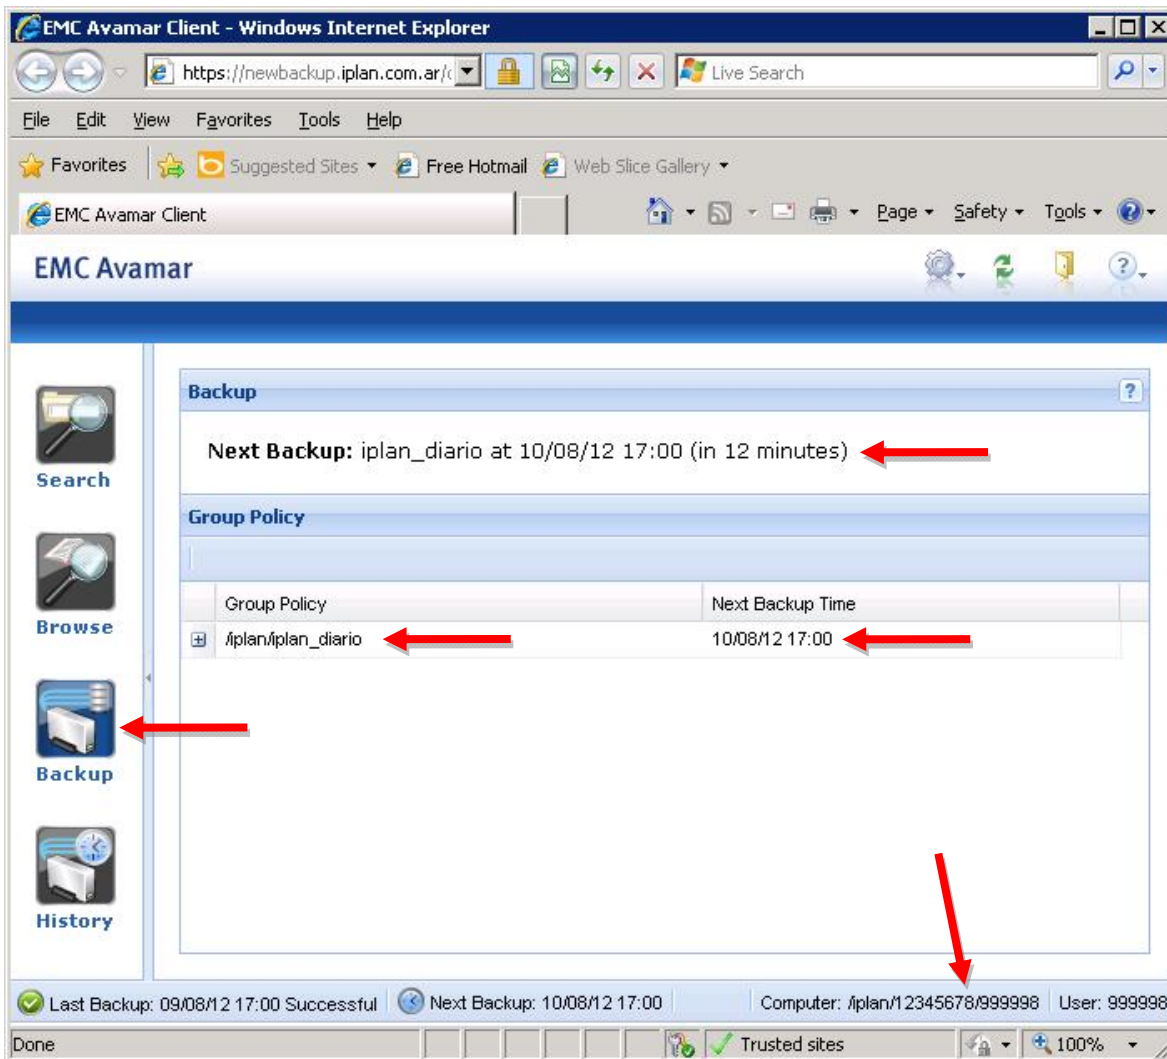 EMC Avamar Client - Windows Internet Explorer
https://newbackup.iplan.com.ar/
Live Search
File Edit View Favorites Tools Help
Favorites Suggested Sites Free Hotmail Web Slice Gallery
EMC Avamar Client Page Safety Tools
EMC Avamar
Backup
Next Backup: iplan_diario at 10/08/12 17:00 (in 12 minutes)
Search
Group Policy
Group Policy Next Backup Time
Browse
/iplan/iplan_diario 10/08/12 17:00
Backup
History
Last Backup: 09/08/12 17:00 Successful Next Backup: 10/08/12 17:00 Computer: /iplan/12345678/999998 User: 999998
Done Trusted sites 100%